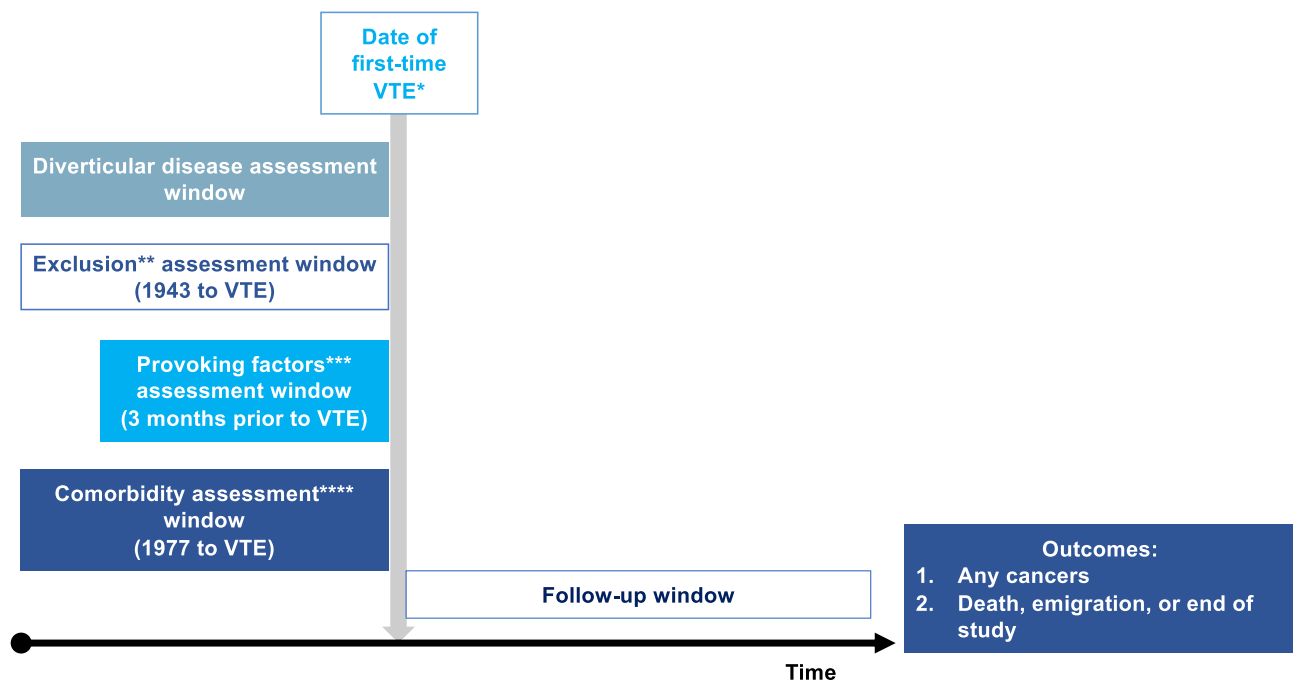 Date of
first-time
VTE*
Diverticular disease assessment
window
Exclusion** assessment window
(1943 to VTE)
Provoking factors***
assessment window
(3 months prior to VTE)
Comorbidity assessment****
window
(1977 to VTE)
Follow-up window
Outcomes:
1. Any cancers
2. Death, emigration, or end of
study
Time